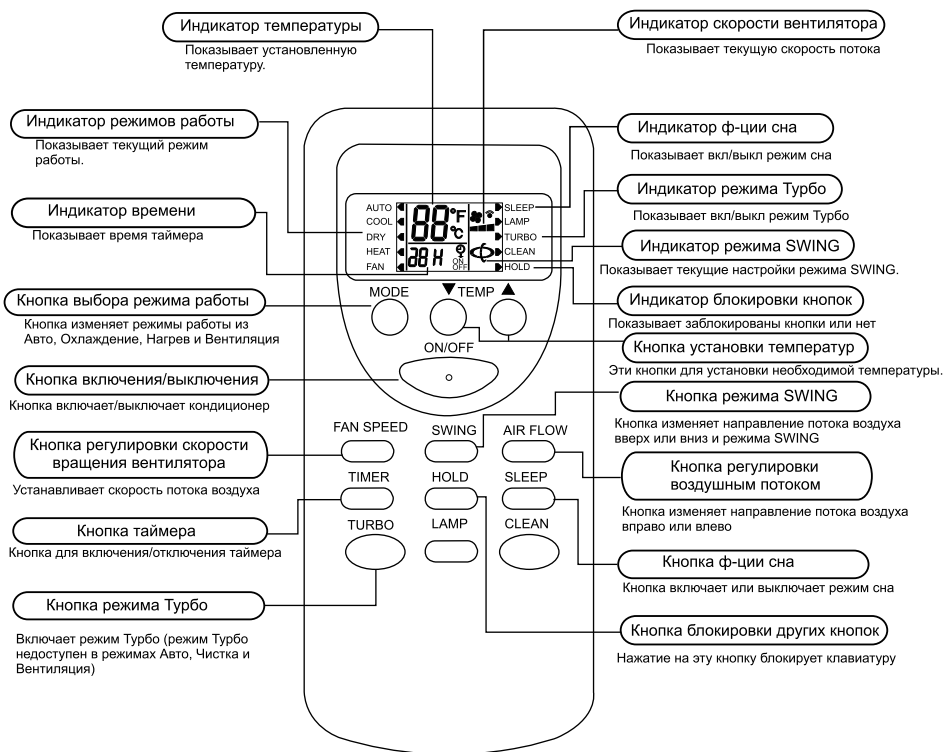 Индикатор температуры
Показывает установленную
температуру.
Индикатор режимов работы
Показывает текущий режим
работы.
Индикатор времени
Показывает время таймера
Кнопка выбора режима работы
Кнопка изменяет режимы работы из
Авто, Охлаждение, Нагрев и Вентиляция
Кнопка включения/выключения
Кнопка включает/выключает кондиционер
Кнопка регулировки скорости
вращения вентилятора
Устанавливает скорость потока воздуха
Кнопка таймера
Кнопка для включения/отключения таймера
Кнопка режима Турбо
Включает режим Турбо (режим Турбо
недоступен в режимах Авто, Чистка и
Вентиляция)
AUTO
COOL
DRY
HEAT
FAN
88°F
°C
38H
ON
OFF
SLEEP
LAMP
TURBO
CLEAN
HOLD
MODE ▼ TEMP ▲
ON/OFF
FAN SPEED SWING AIR FLOW
TIMER HOLD SLEEP
TURBO LAMP CLEAN
Индикатор скорости вентилятора
Показывает текущую скорость потока
Индикатор ф-ции сна
Показывает вкл/выкл режим сна
Индикатор режима Турбо
Показывает вкл/выкл режим Турбо
Индикатор режима SWING
Показывает текущие настройки режима SWING.
Индикатор блокировки кнопок
Показывает заблокированы кнопки или нет
Кнопка установки температур
Эти кнопки для установки необходимой температуры.
Кнопка режима SWING
Кнопка изменяет направление потока воздуха
вверх или вниз и режима SWING
Кнопка регулировки
воздушным потоком
Кнопка изменяет направление потока воздуха
вправо или влево
Кнопка ф-ции сна
Кнопка включает или выключает режим сна
Кнопка блокировки других кнопок
Нажатие на эту кнопку блокирует клавиатуру